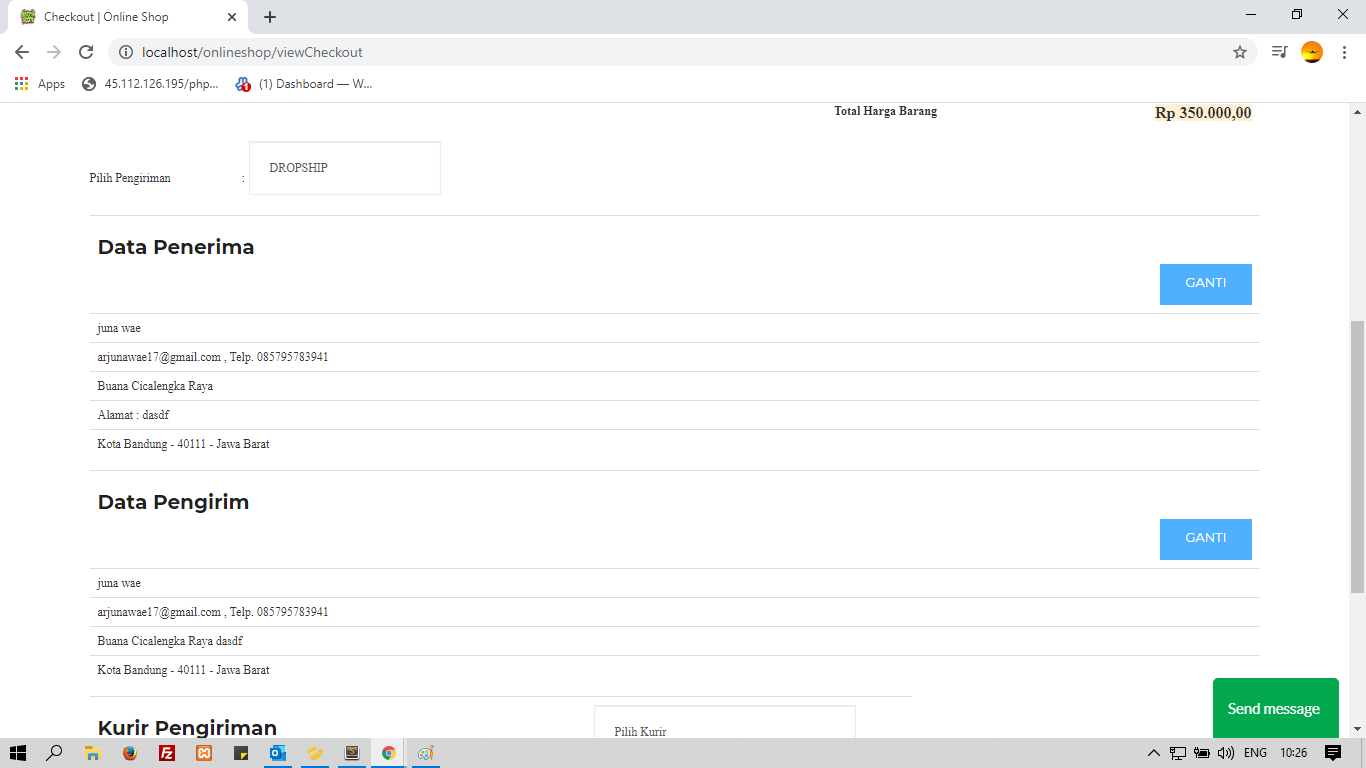 Checkout | Online Shop
localhost/onlineshop/viewCheckout
Apps
45.112.126.195/php...
(1) Dashboard — W...
Total Harga Barang Rp 350.000,00
Pilih Pengiriman : DROPSHIP
Data Penerima
GANTI
juna wae
arjunawae17@gmail.com , Telp. 085795783941
Buana Cicalengka Raya
Alamat : dasdf
Kota Bandung - 40111 - Jawa Barat
Data Pengirim
GANTI
juna wae
arjunawae17@gmail.com , Telp. 085795783941
Buana Cicalengka Raya dasdf
Kota Bandung - 40111 - Jawa Barat
Kurir Pengiriman Pilih Kurir
Send message
ENG 10:26